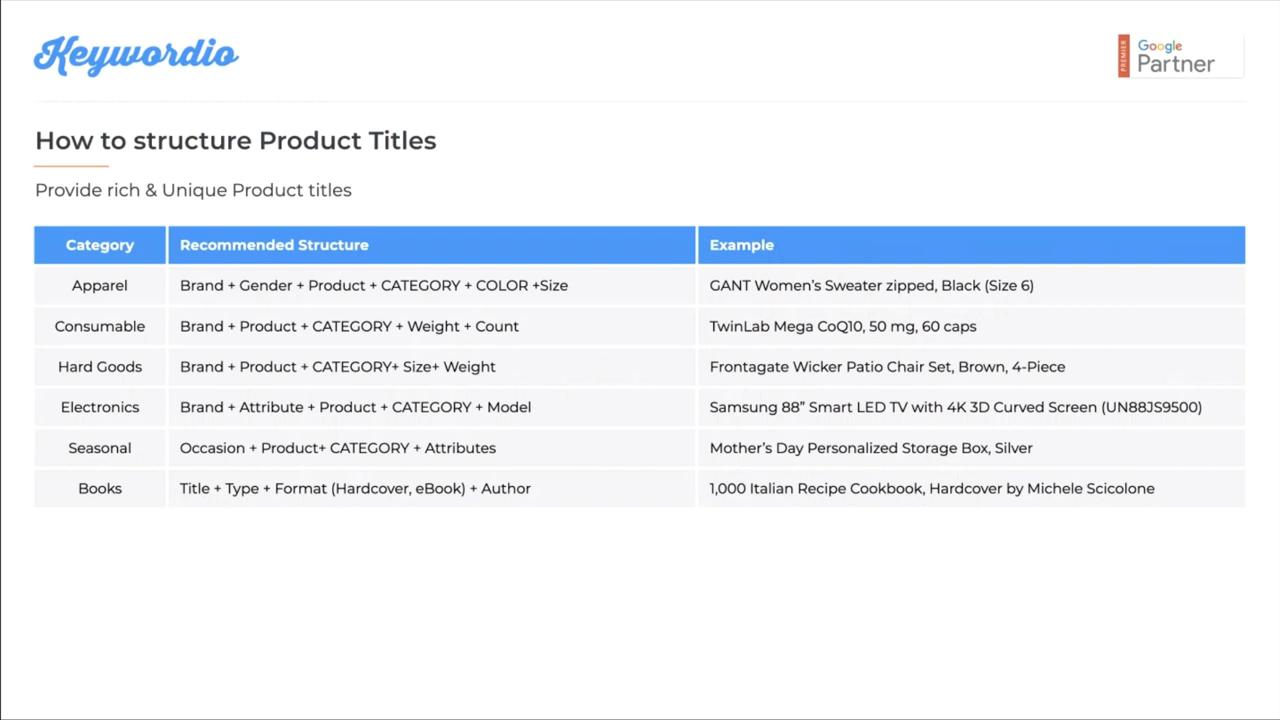 Keywordio
PREMIER
Google
Partner
How to structure Product Titles
Provide rich & Unique Product titles
Category Recommended Structure Example
Apparel Brand + Gender + Product + CATEGORY + COLOR +Size GANT Women’s Sweater zipped, Black (Size 6)
Consumable Brand + Product + CATEGORY + Weight + Count TwinLab Mega CoQ10, 50 mg, 60 caps
Hard Goods Brand + Product + CATEGORY+ Size+ Weight Frontagate Wicker Patio Chair Set, Brown, 4-Piece
Electronics Brand + Attribute + Product + CATEGORY + Model Samsung 88” Smart LED TV with 4K 3D Curved Screen (UN88JS9500)
Seasonal Occasion + Product+ CATEGORY + Attributes Mother’s Day Personalized Storage Box, Silver
Books Title + Type + Format (Hardcover, eBook) + Author 1,000 Italian Recipe Cookbook, Hardcover by Michele Scicolone